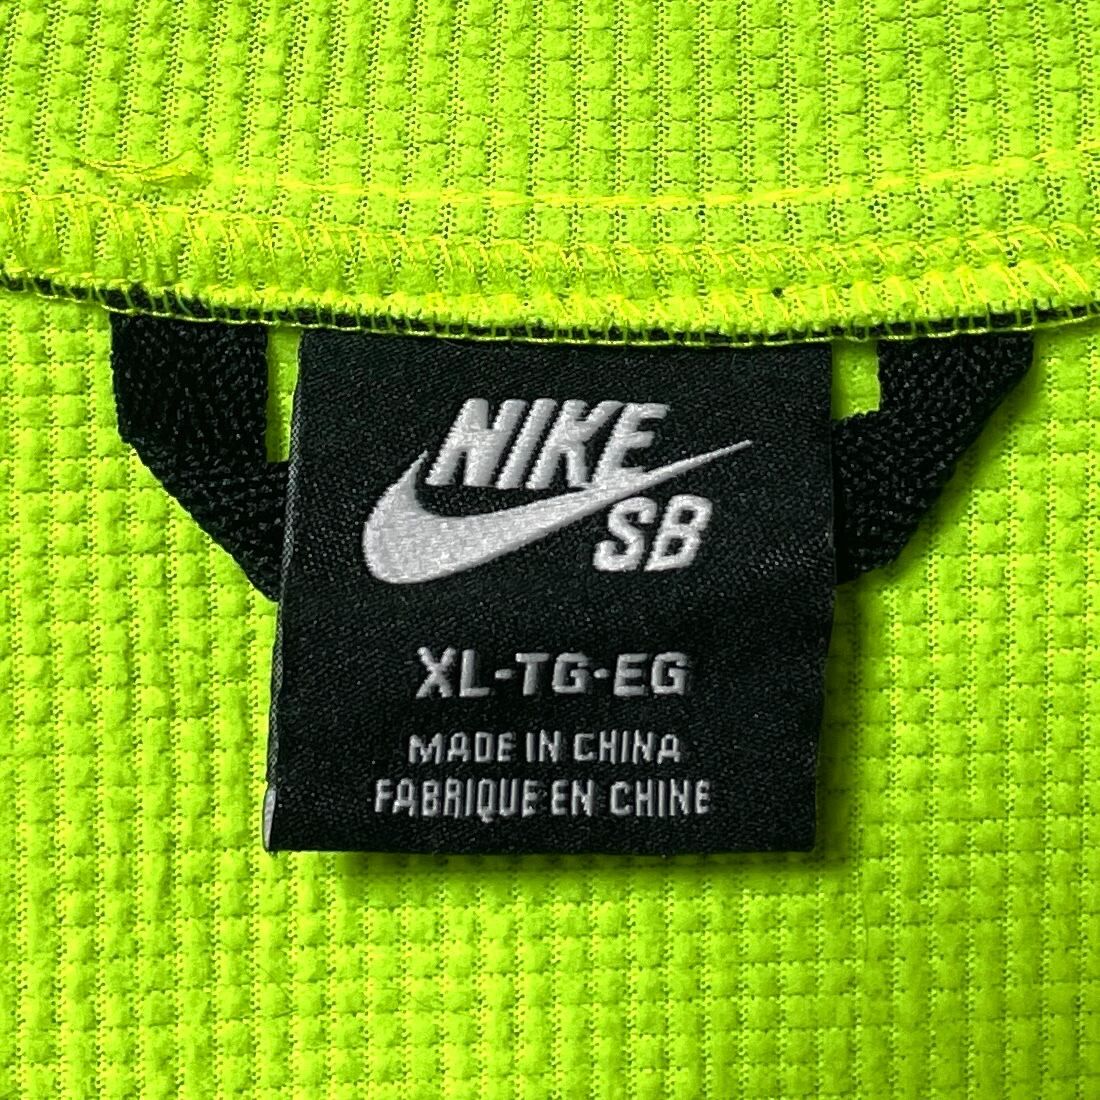 NIKE
SB
XL-TG-EG
MADE IN CHINA
FABRIQUE EN CHINE